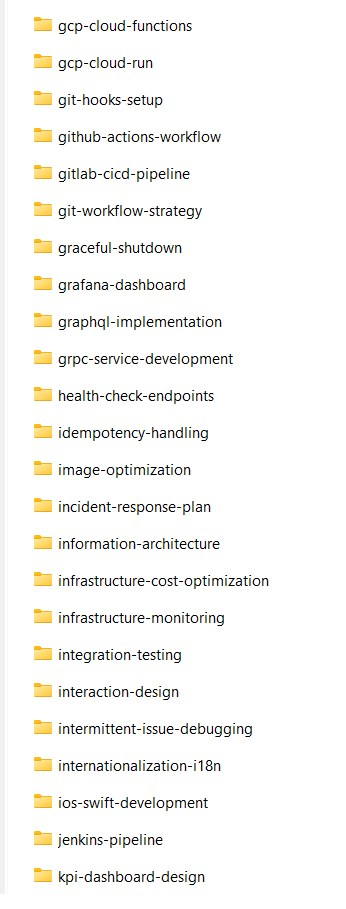 gcp-cloud-functions
gcp-cloud-run
git-hooks-setup
github-actions-workflow
gitlab-cicd-pipeline
git-workflow-strategy
graceful-shutdown
grafana-dashboard
graphql-implementation
grpc-service-development
health-check-endpoints
idempotency-handling
image-optimization
incident-response-plan
information-architecture
infrastructure-cost-optimization
infrastructure-monitoring
integration-testing
interaction-design
intermittent-issue-debugging
internationalization-i18n
ios-swift-development
jenkins-pipeline
kpi-dashboard-design